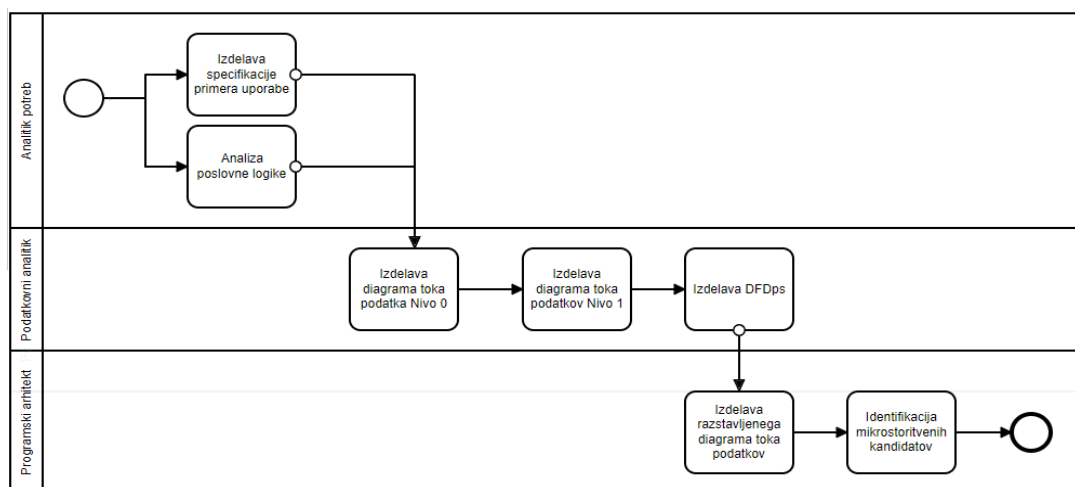 Analitik potreb
Izdelava
specifikacije
primera uporabe
Analiza
poslovne logike
Podatkovni analitik
Izdelava
diagrama toka
podatka Nivo 0
Izdelava
diagrama toka
podatkov Nivo 1
Izdelava DFDps
Programski arhitekt
Izdelava
razstavljenega
diagrama toka
podatkov
Identifikacija
mikrostoritvenih
kandidatov